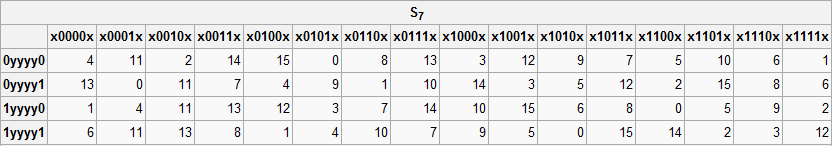 S7
x0000x x0001x x0010x x0011x x0100x x0101x x0110x x0111x x1000x x1001x x1010x x1011x x1100x x1101x x1110x x1111x
0yyyy0 4 11 2 14 15 0 8 13 3 12 9 7 5 10 6 1
0yyyy1 13 0 11 7 4 9 1 10 14 3 5 12 2 15 8 6
1yyyy0 1 4 11 13 12 3 7 14 10 15 6 8 0 5 9 2
1yyyy1 6 11 13 8 1 4 10 7 9 5 0 15 14 2 3 12